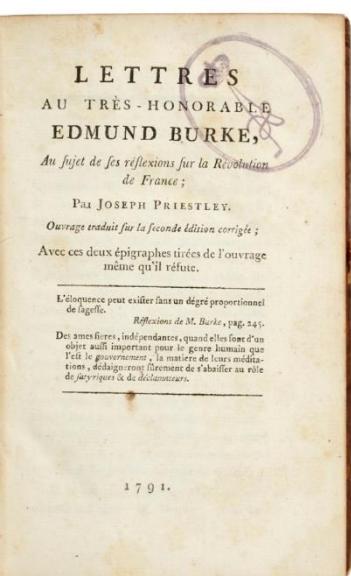 LETTRES
AU TRÈS-HONORABLE
EDMUND BURKE,
Au ſujet de ſes réflexions ſur la Révolution
de France ;
Par JOSEPH PRIESTLEY.
Ouvrage traduit ſur la ſeconde édition corrigée ;
Avec ces deux épigraphes tirées de l'ouvrage
même qu'il réfute.
L'éloquence peut exiſter ſans un dégré proportionnel
de ſageſſe.
Réflexions de M. Burke, pag. 245.
Des ames fieres, indépendantes, quand elles ſont d'un
objet auſſi important pour le genre humain que
l'eſt le gouvernement, la matiere de leurs médita-
tions, dédaigneront ſûrement de s'abaiſſer au rôle
de ſatyriques & de déclamateurs.
1791.